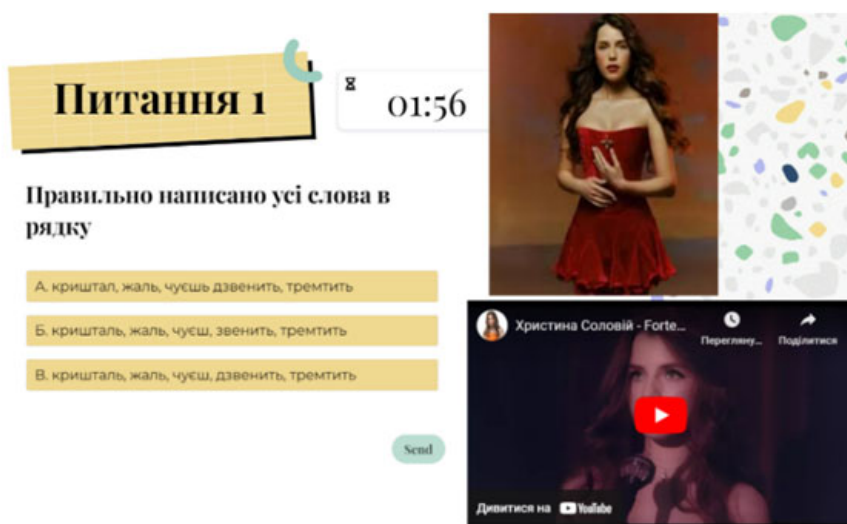 Питання 1
01:56
Правильно написано усі слова в
рядку
А. криштал, жаль, чуєшь дзвенить, тремтить
Б. кришталь, жаль, чуєш, звенить, тремтить
В. кришталь, жаль, чуєш, дзвенить, тремтить
Send
Христина Соловій - Forte...
Перегляну...
Поділитися
Дивитися на YouTube